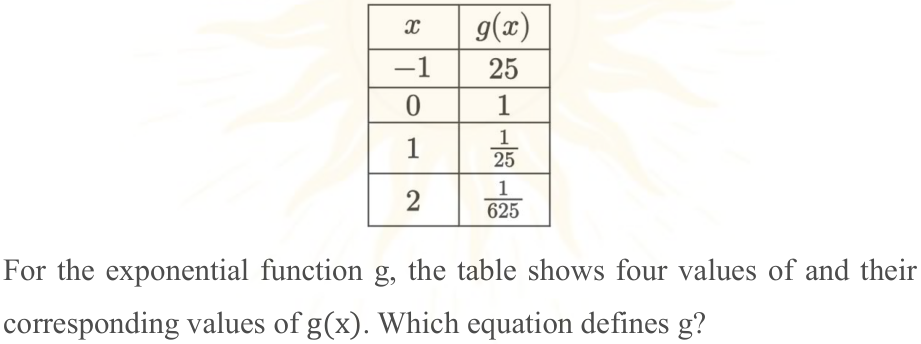 x g(x)
−1 25
0 1
1 1/25
2 1/625
For the exponential function g, the table shows four values of and their
corresponding values of g(x). Which equation defines g?